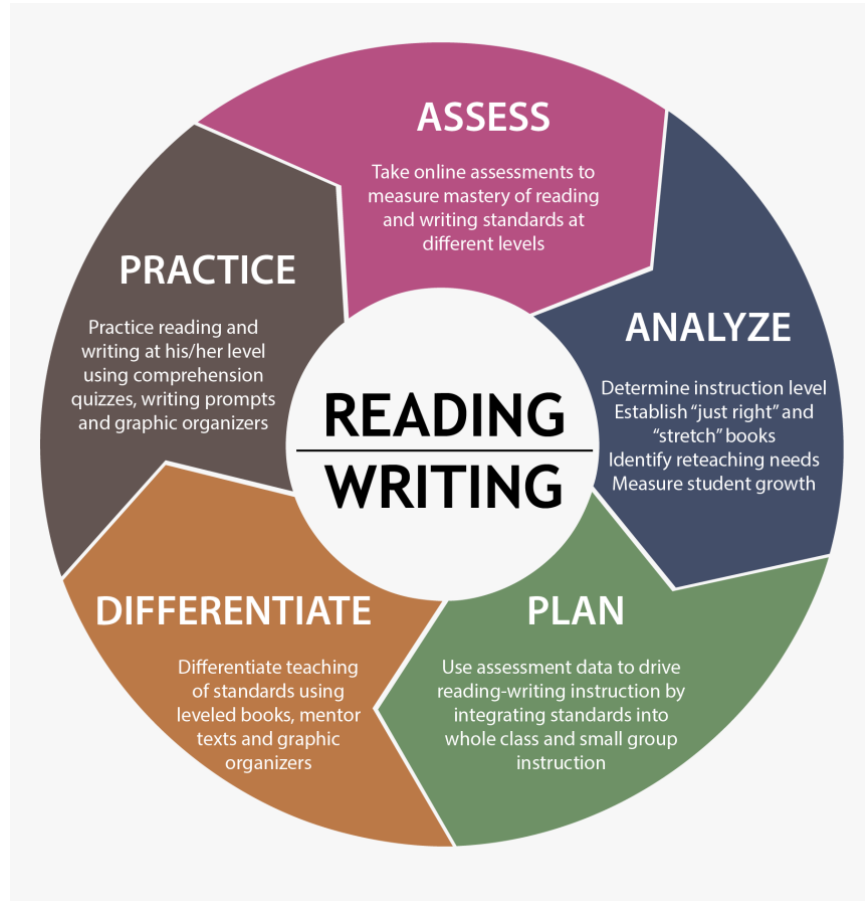 ASSESS
Take online assessments to
measure mastery of reading
and writing standards at
different levels
ANALYZE
Determine instruction level
Establish “just right” and
“stretch” books
Identify reteaching needs
Measure student growth
PLAN
Use assessment data to drive
reading-writing instruction by
integrating standards into
whole class and small group
instruction
DIFFERENTIATE
Differentiate teaching
of standards using
leveled books, mentor
texts and graphic
organizers
PRACTICE
Practice reading and
writing at his/her level
using comprehension
quizzes, writing prompts
and graphic organizers
READING
WRITING